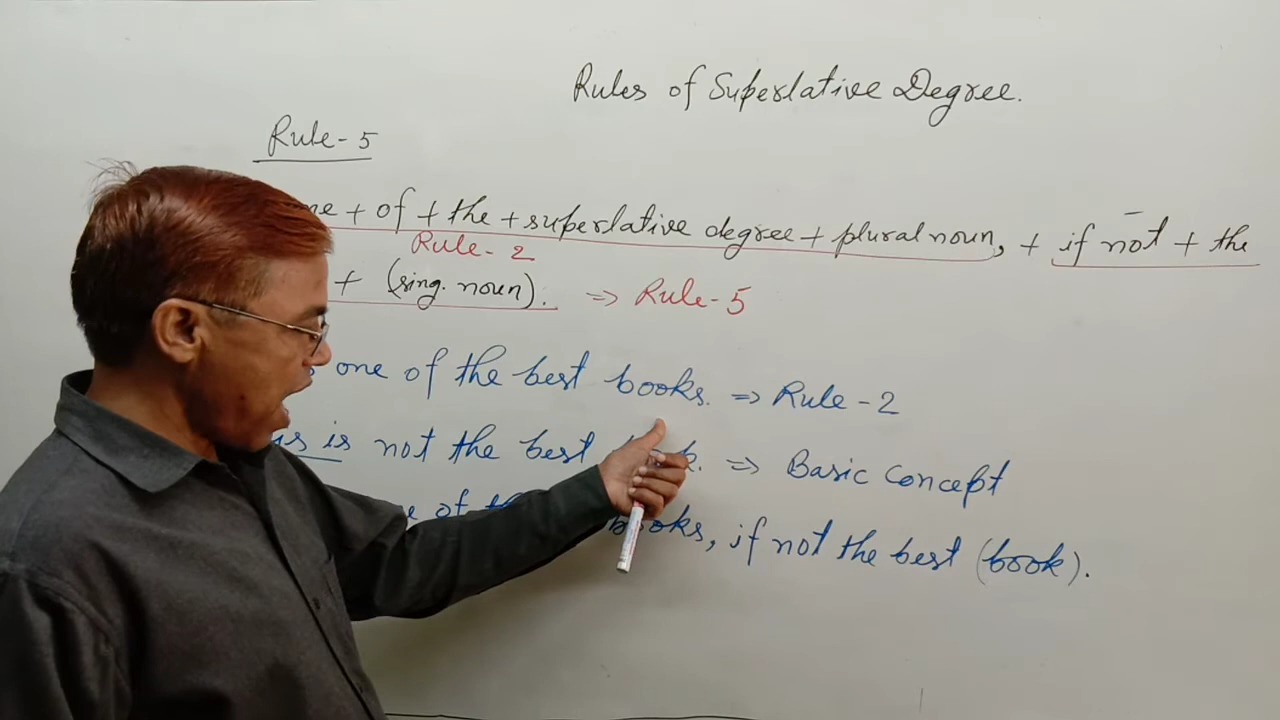 Rules of Superlative Degree.
Rule-5
+ of + the + superlative degree + plural noun, + if not + the
Rule-2
+ (sing. noun). ⇒ Rule-5
one of the best books. ⇒ Rule-2
is not the best ⇒ Basic Concept
of books, if not the best (book).